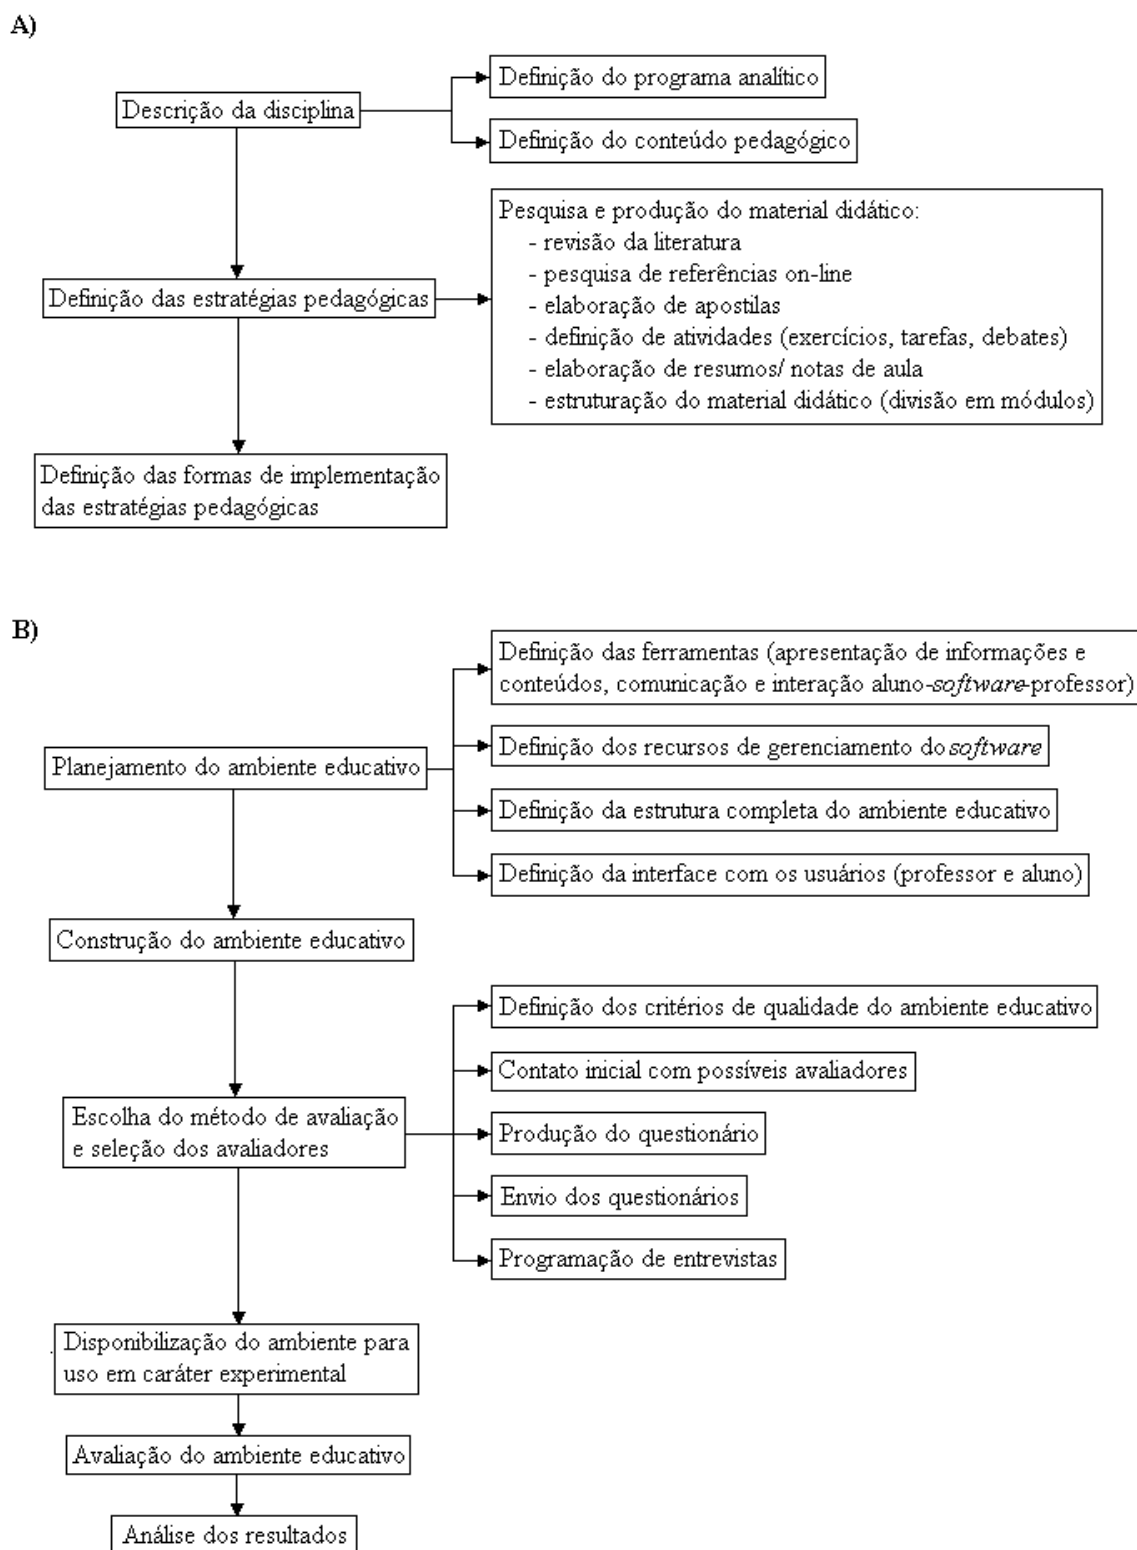 A)
Definição do programa analítico
Descrição da disciplina
Definição do conteúdo pedagógico
Pesquisa e produção do material didático:
- revisão da literatura
- pesquisa de referências on-line
- elaboração de apostilas
- definição de atividades (exercícios, tarefas, debates)
- elaboração de resumos/ notas de aula
- estruturação do material didático (divisão em módulos)
Definição das estratégias pedagógicas
Definição das formas de implementação
das estratégias pedagógicas
B)
Definição das ferramentas (apresentação de informações e
conteúdos, comunicação e interação aluno-software-professor)
Planejamento do ambiente educativo
Definição dos recursos de gerenciamento do software
Definição da estrutura completa do ambiente educativo
Definição da interface com os usuários (professor e aluno)
Construção do ambiente educativo
Definição dos critérios de qualidade do ambiente educativo
Contato inicial com possíveis avaliadores
Escolha do método de avaliação
e seleção dos avaliadores
Produção do questionário
Envio dos questionários
Programação de entrevistas
Disponibilização do ambiente para
uso em caráter experimental
Avaliação do ambiente educativo
Análise dos resultados